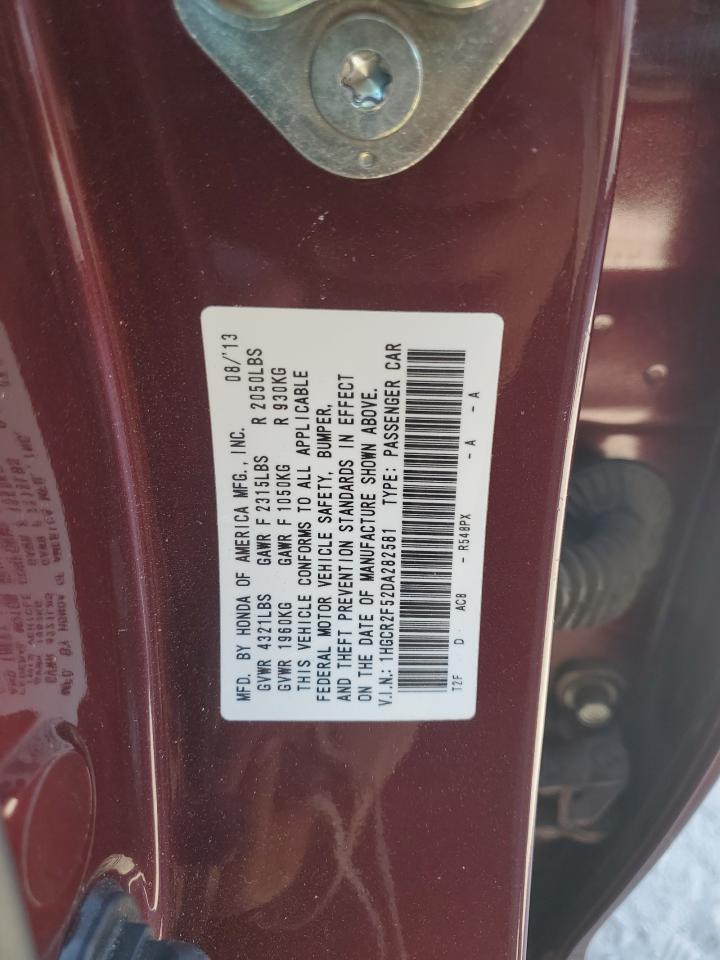 MFD. BY HONDA OF AMERICA MFG., INC. 08/'13
GVWR 4321LBS GAWR F 2315LBS R 2050LBS
GVWR 1960KG GAWR F 1050KG R 930KG
THIS VEHICLE CONFORMS TO ALL APPLICABLE
FEDERAL MOTOR VEHICLE SAFETY, BUMPER,
AND THEFT PREVENTION STANDARDS IN EFFECT
ON THE DATE OF MANUFACTURE SHOWN ABOVE.
V.I.N.: 1HGCR2F52DA282581 TYPE: PASSENGER CAR
T2F D AC8 - R548PX - A - A